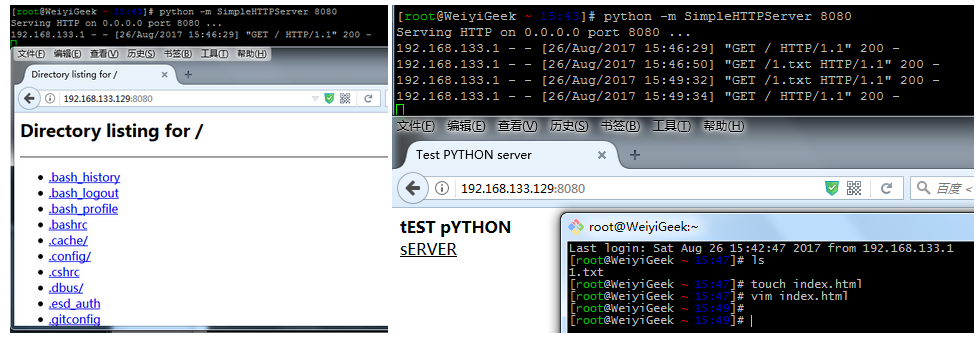 [root@WeiyiGeek ~ 15:43]# python -m SimpleHTTPServer 8080
Serving HTTP on 0.0.0.0 port 8080 ...
192.168.133.1 - - [26/Aug/2017 15:46:29] "GET / HTTP/1.1" 200 -
文件(F) 编辑(E) 查看(V) 历史(S) 书签(B) 工具(T) 帮助(H)
Directory listing for /
192.168.133.129:8080
Directory listing for /
.bash_history
.bash_logout
.bash_profile
.bashrc
.cache/
.config/
.cshrc
.dbus/
.esd_auth
.gitconfig
[root@WeiyiGeek ~ 15:43]# python -m SimpleHTTPServer 8080
Serving HTTP on 0.0.0.0 port 8080 ...
192.168.133.1 - - [26/Aug/2017 15:46:29] "GET / HTTP/1.1" 200 -
192.168.133.1 - - [26/Aug/2017 15:46:50] "GET /1.txt HTTP/1.1" 200 -
192.168.133.1 - - [26/Aug/2017 15:49:32] "GET /1.txt HTTP/1.1" 200 -
192.168.133.1 - - [26/Aug/2017 15:49:34] "GET / HTTP/1.1" 200 -
文件(F) 编辑(E) 查看(V) 历史(S) 书签(B) 工具(T) 帮助(H)
Test PYTHON server
192.168.133.129:8080
百度 <
tEST pYTHON
sERVER
root@WeiyiGeek:~
Last login: Sat Aug 26 15:42:47 2017 from 192.168.133.1
[root@WeiyiGeek ~ 15:47]# ls
1.txt
[root@WeiyiGeek ~ 15:47]# touch index.html
[root@WeiyiGeek ~ 15:47]# vim index.html
[root@WeiyiGeek ~ 15:49]#
[root@WeiyiGeek ~ 15:49]#